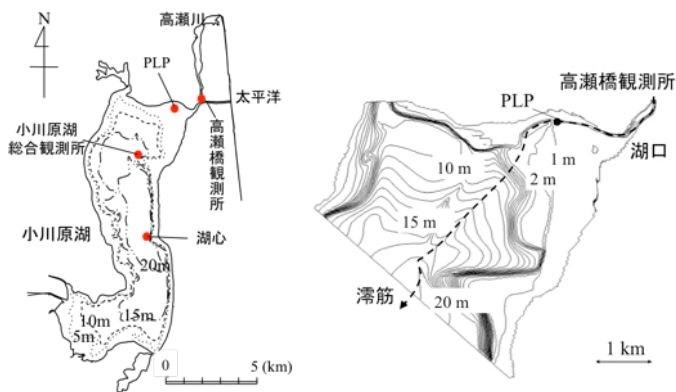 N
高瀬川
PLP
太平洋
小川原湖
総合観測所
高瀬橋観測所
小川原湖
湖心
20m
10m
15m
5m
0
5 (km)
高瀬橋観測所
PLP
湖口
1 m
2 m
10 m
15 m
20 m
澪筋
1 km